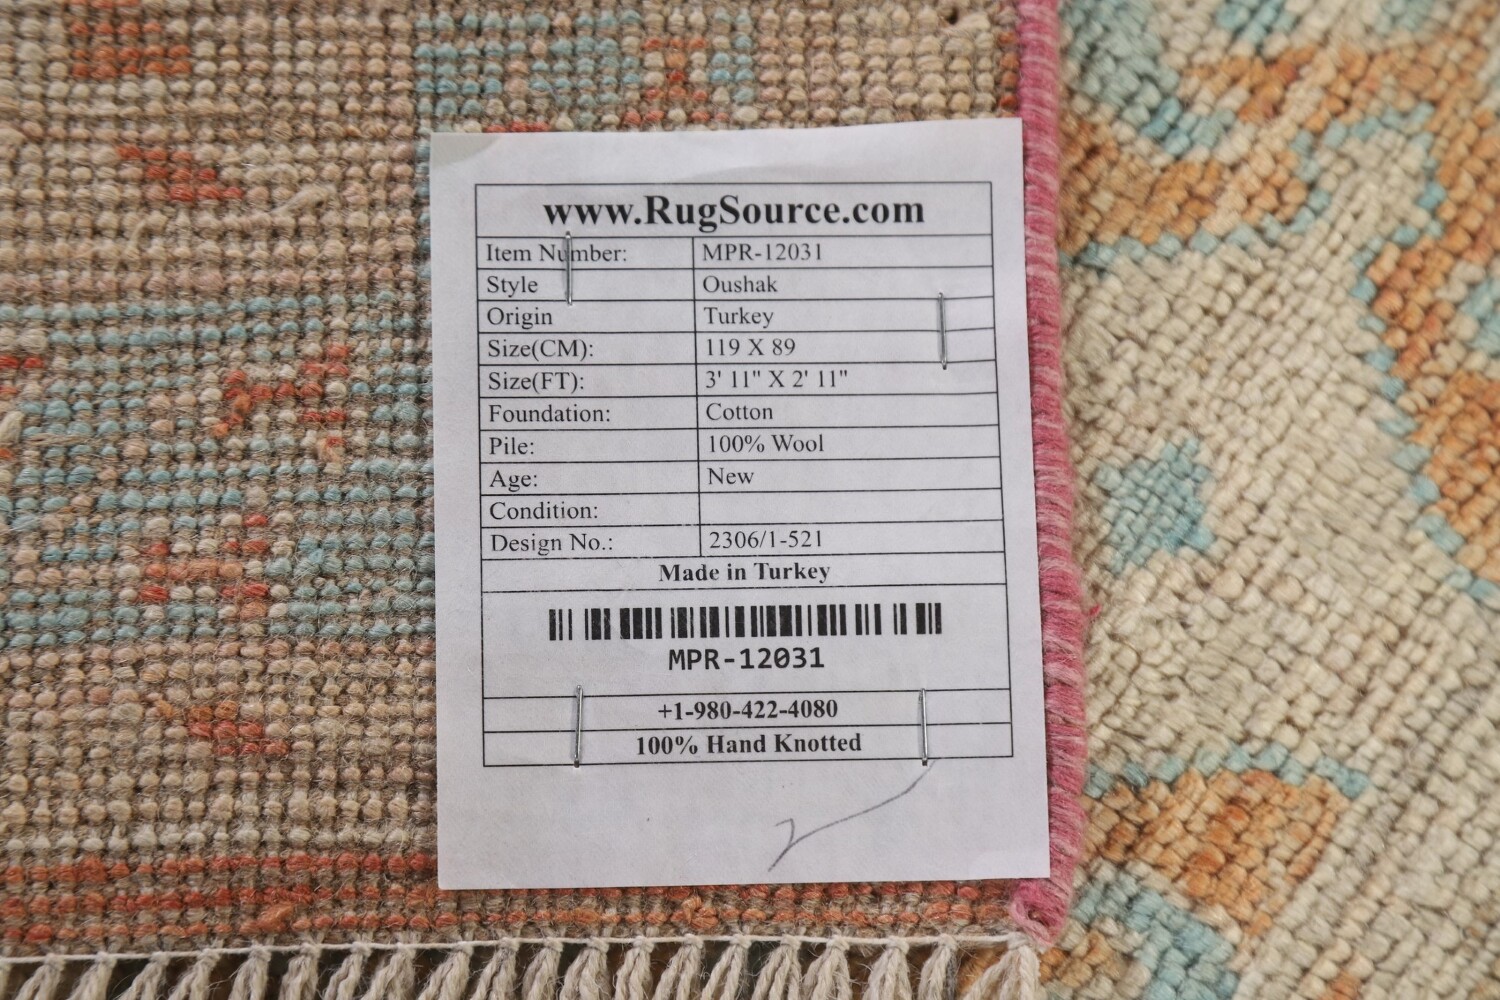 www.RugSource.com
Item Number: MPR-12031
Style Oushak
Origin Turkey
Size(CM): 119 X 89
Size(FT): 3' 11" X 2' 11"
Foundation: Cotton
Pile: 100% Wool
Age: New
Condition:
Design No.: 2306/1-521
Made in Turkey
MPR-12031
+1-980-422-4080
100% Hand Knotted